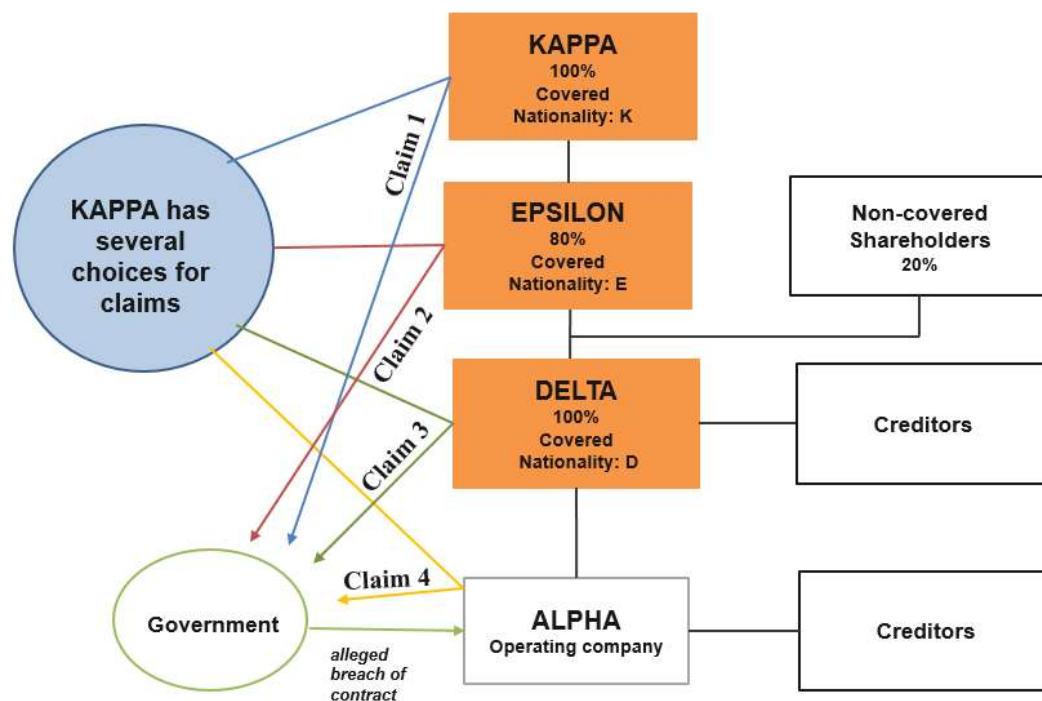 KAPPA
100%
Covered
Nationality: K
Claim 1
KAPPA has
several
choices for
claims
EPSILON
80%
Covered
Nationality: E
Non-covered
Shareholders
20%
Claim 2
DELTA
100%
Covered
Nationality: D
Creditors
Claim 3
Claim 4
Government
alleged
breach of
contract
ALPHA
Operating company
Creditors